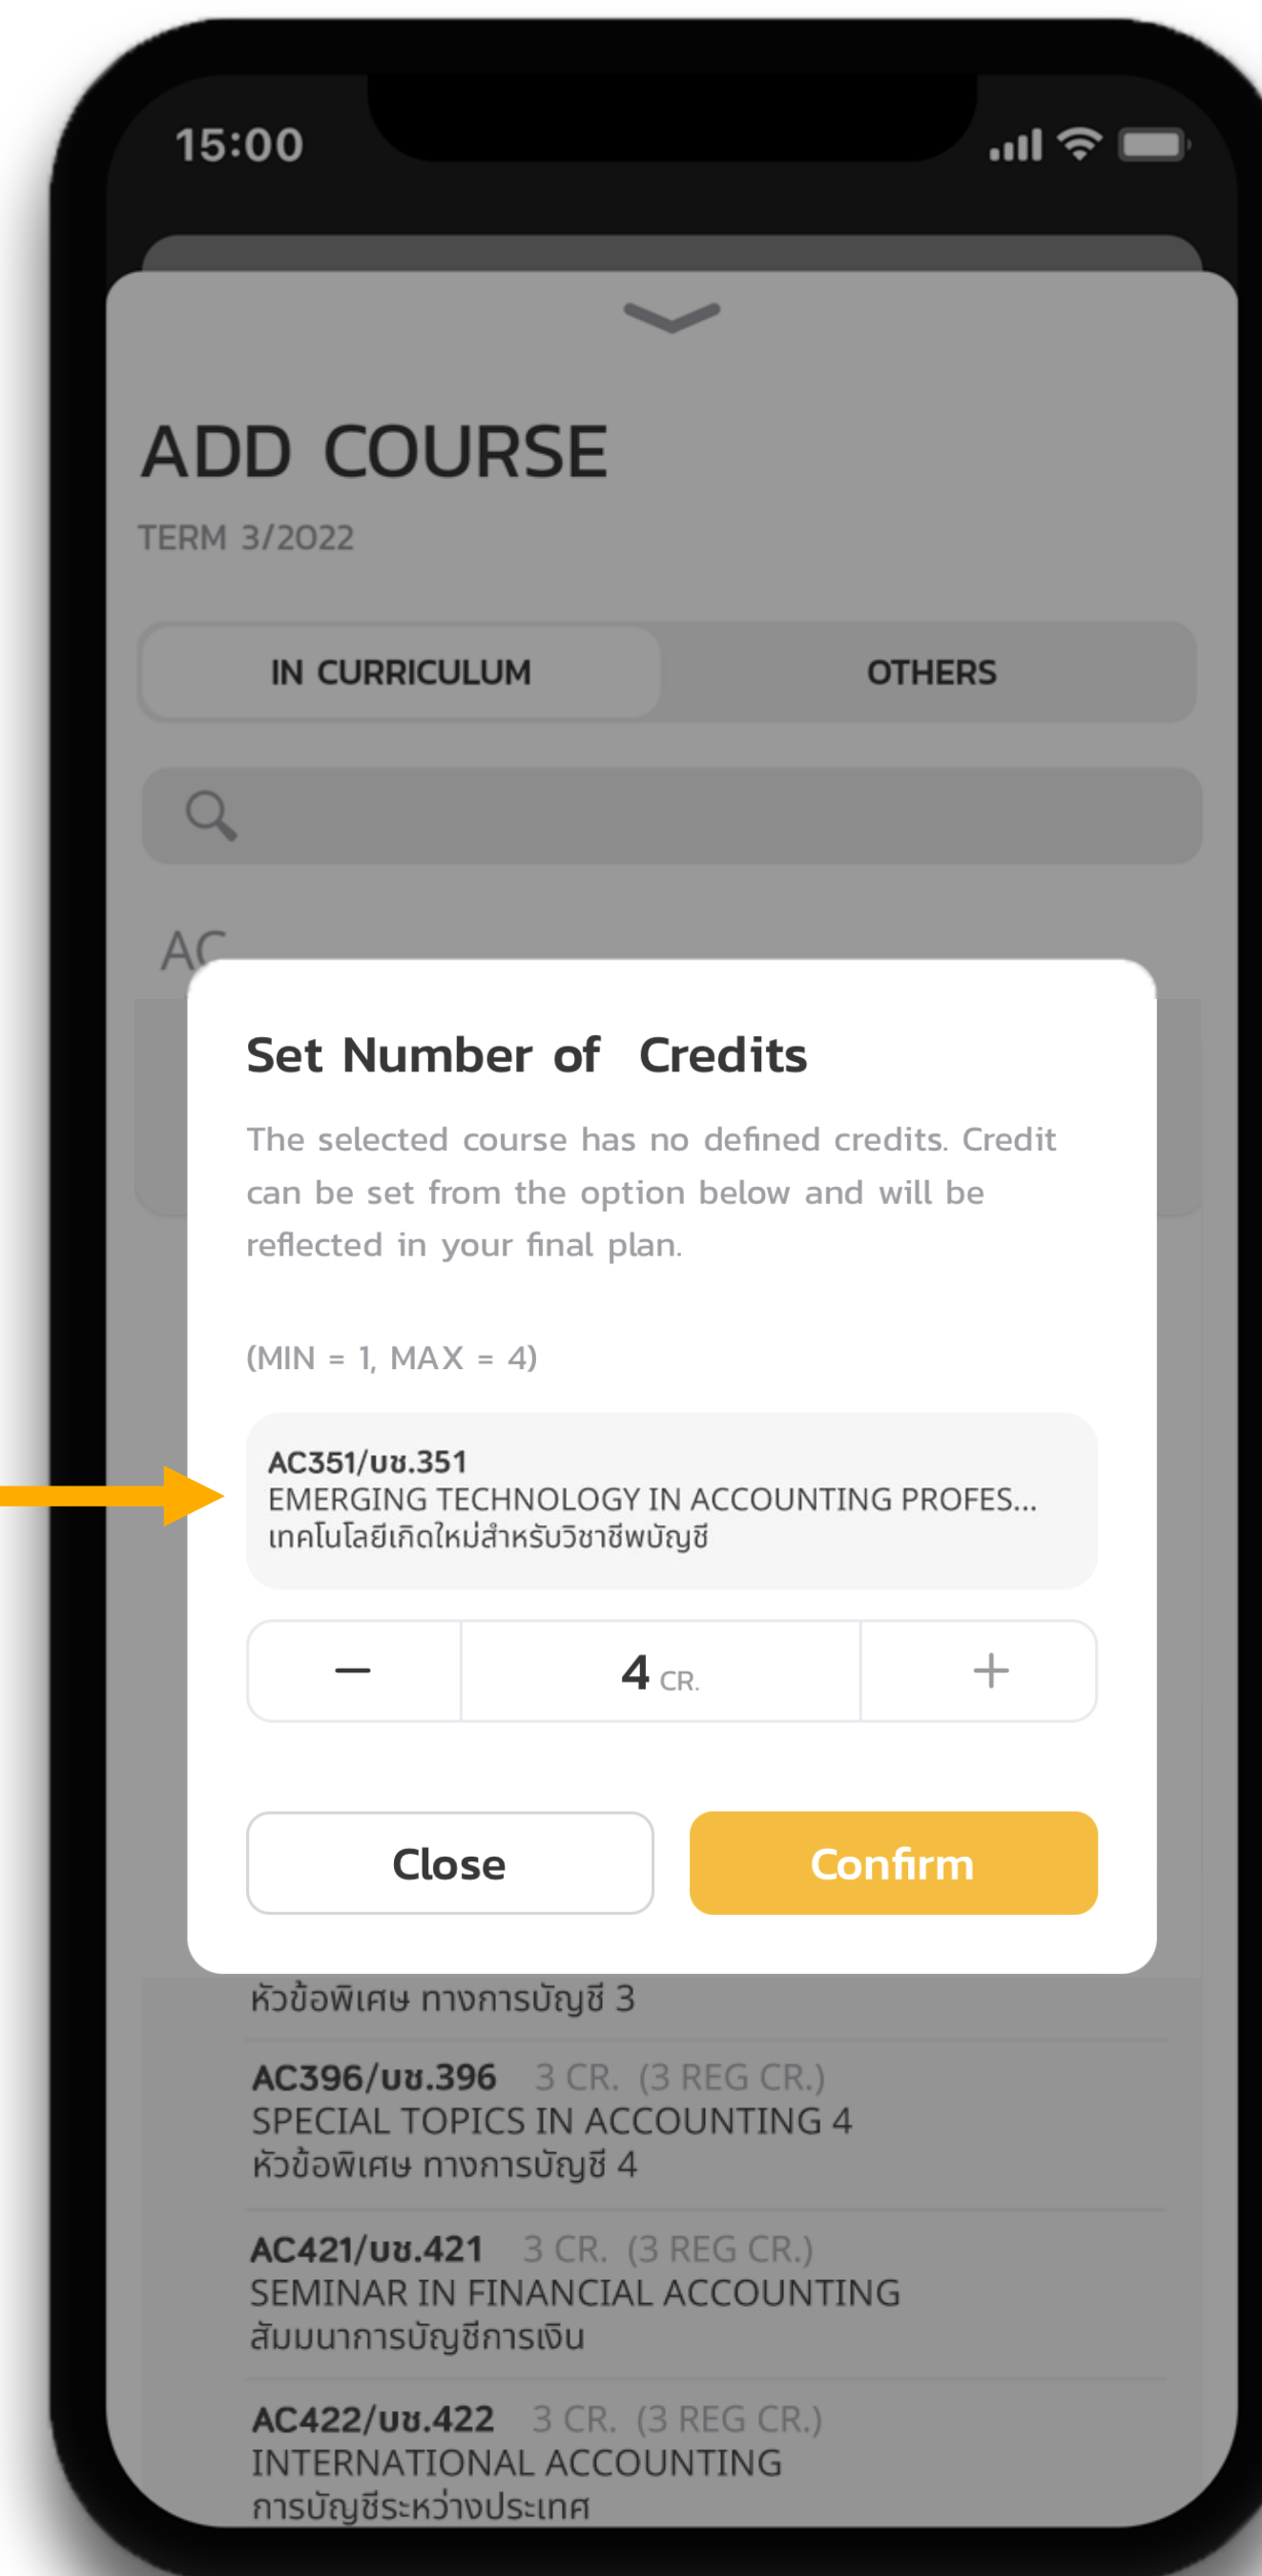 15:00
ADD COURSE
TERM 3/2022
IN CURRICULUM OTHERS
AC
Set Number of Credits
The selected course has no defined credits. Credit
can be set from the option below and will be
reflected in your final plan.
(MIN = 1, MAX = 4)
AC351/บช.351
EMERGING TECHNOLOGY IN ACCOUNTING PROFES...
เทคโนโลยีเกิดใหม่สำหรับวิชาชีพบัญชี
− 4 CR. +
Close Confirm
หัวข้อพิเศษ ทางการบัญชี 3
AC396/บช.396 3 CR. (3 REG CR.)
SPECIAL TOPICS IN ACCOUNTING 4
หัวข้อพิเศษ ทางการบัญชี 4
AC421/บช.421 3 CR. (3 REG CR.)
SEMINAR IN FINANCIAL ACCOUNTING
สัมมนาการบัญชีการเงิน
AC422/บช.422 3 CR. (3 REG CR.)
INTERNATIONAL ACCOUNTING
การบัญชีระหว่างประเทศ